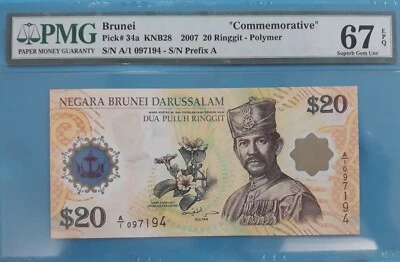 PMG
PAPER MONEY GUARANTY
Brunei "Commemorative"
Pick# 34a KNB28 2007 20 Ringgit - Polymer
S/N A/1 097194 - S/N Prefix A
67 EPQ
Superb Gem Unc
NEGARA BRUNEI DARUSSALAM
DUA PULUH RINGGIT
$20
A/1 097194
SULTAN
$20
A/1 097194